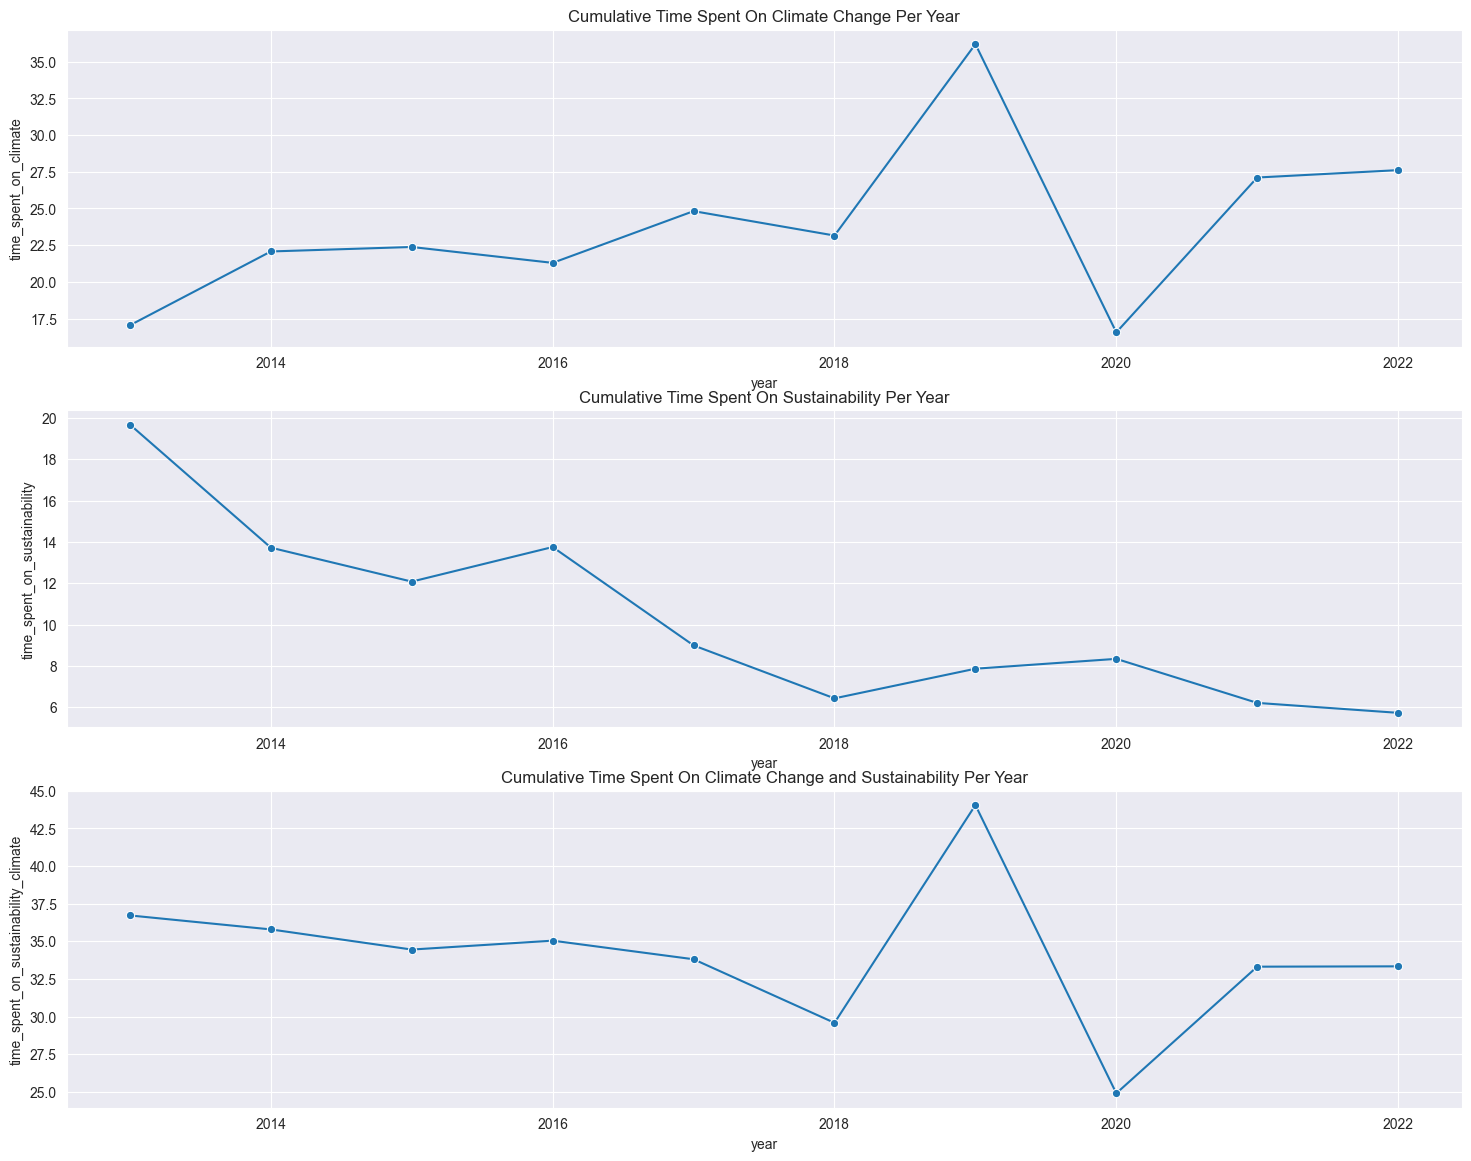 Cumulative Time Spent On Climate Change Per Year
time_spent_on_climate
35.0
32.5
30.0
27.5
25.0
22.5
20.0
17.5
2014 2016 2018 2020 2022
year
Cumulative Time Spent On Sustainability Per Year
time_spent_on_sustainability
20
18
16
14
12
10
8
6
2014 2016 2018 2020 2022
year
Cumulative Time Spent On Climate Change and Sustainability Per Year
time_spent_on_sustainability_climate
45.0
42.5
40.0
37.5
35.0
32.5
30.0
27.5
25.0
2014 2016 2018 2020 2022
year